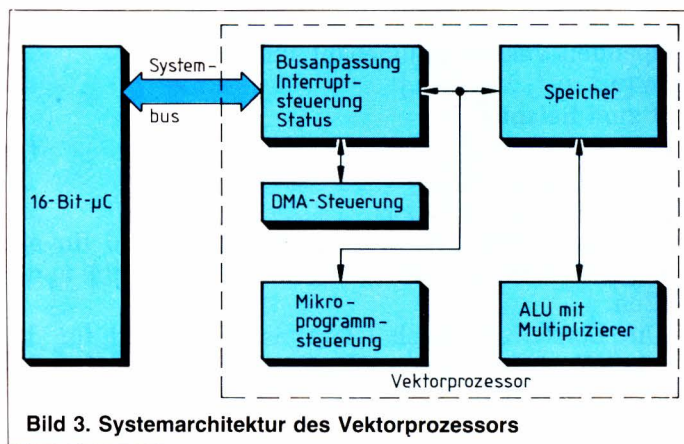 System-
bus
16-Bit-µC
Busanpassung
Interrupt-
steuerung
Status
Speicher
DMA-Steuerung
Mikro-
programm-
steuerung
ALU mit
Multiplizierer
Vektorprozessor
Bild 3. Systemarchitektur des Vektorprozessors